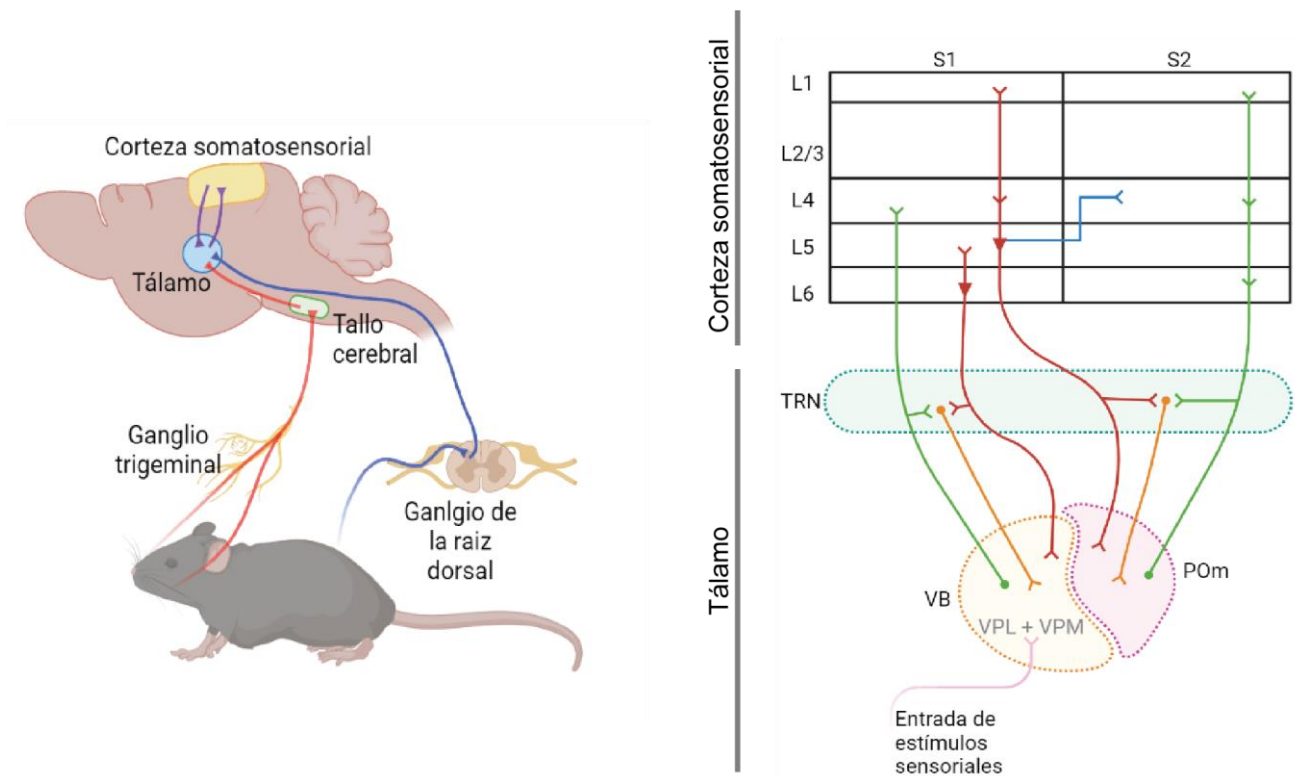 Corteza somatosensorial
Tálamo
Tallo
cerebral
Ganglio
trigeminal
Ganlgio de
la raiz
dorsal
Corteza somatosensorial
Tálamo
S1
S2
L1
L2/3
L4
L5
L6
TRN
VB
VPL + VPM
POm
Entrada de
estímulos
sensoriales